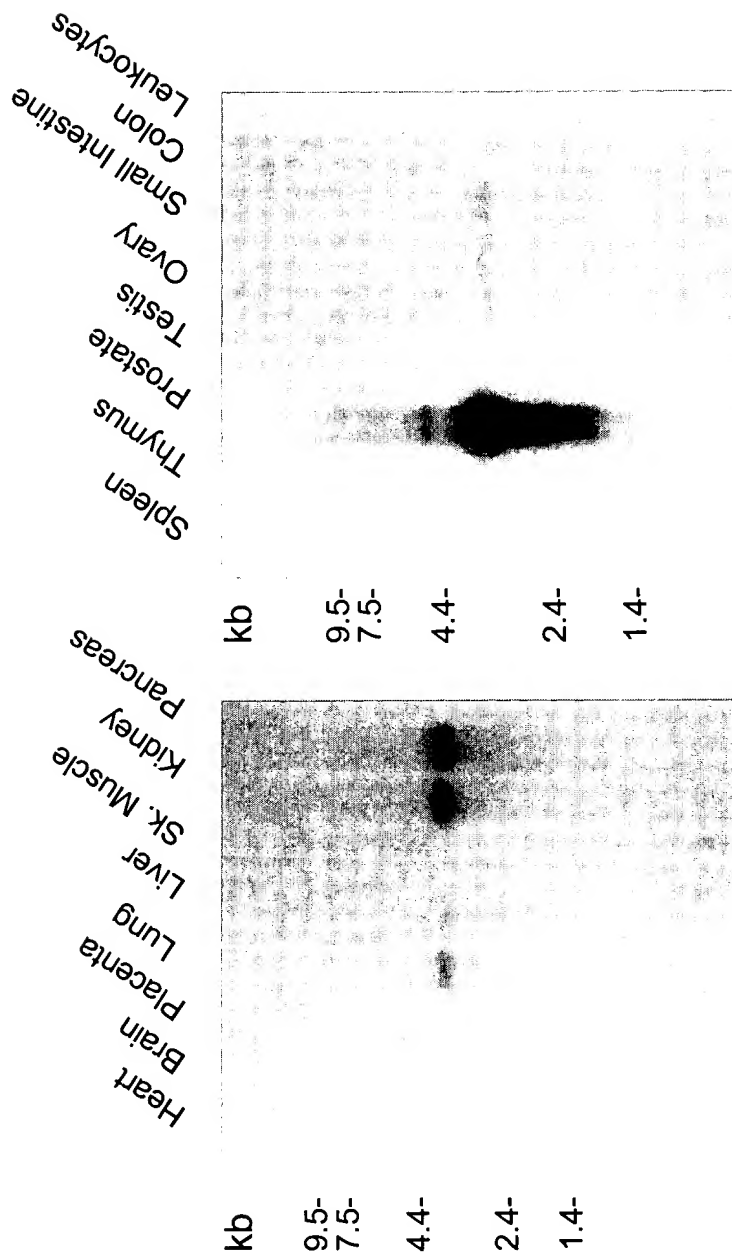 Heart
Brain
Placenta
Lung
Liver
Sk. Muscle
Kidney
Pancreas
kb
9.5-
7.5-
4.4-
2.4-
1.4-
Spleen
Thymus
Prostate
Testis
Ovary
Small Intestine
Colon
Leukocytes
kb
9.5-
7.5-
4.4-
2.4-
1.4-